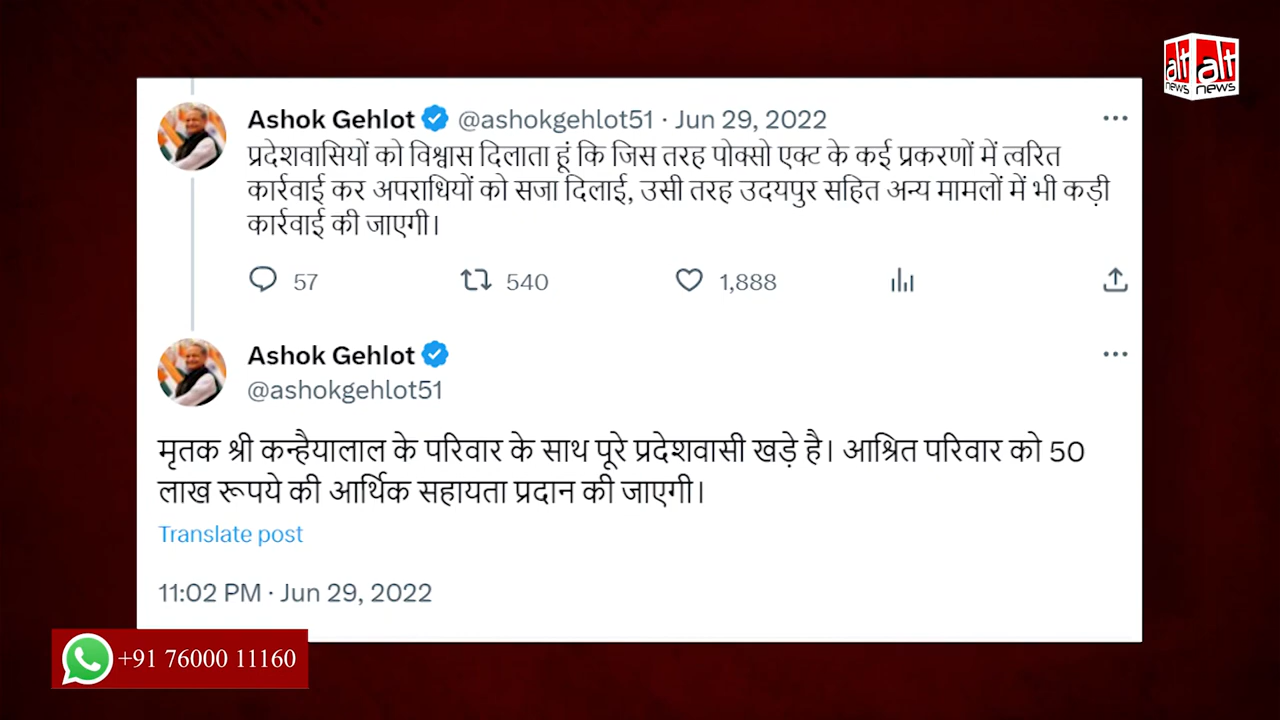 alt alt
news news
Ashok Gehlot @ashokgehlot51 · Jun 29, 2022
प्रदेशवासियों को विश्वास दिलाता हूं कि जिस तरह पोक्सो एक्ट के कई प्रकरणों में त्वरित
कार्रवाई कर अपराधियों को सजा दिलाई, उसी तरह उदयपुर सहित अन्य मामलों में भी कड़ी
कार्रवाई की जाएगी।
57 540 1,888
Ashok Gehlot
@ashokgehlot51
मृतक श्री कन्हैयालाल के परिवार के साथ पूरे प्रदेशवासी खड़े है। आश्रित परिवार को 50
लाख रूपये की आर्थिक सहायता प्रदान की जाएगी।
Translate post
11:02 PM · Jun 29, 2022
+91 76000 11160